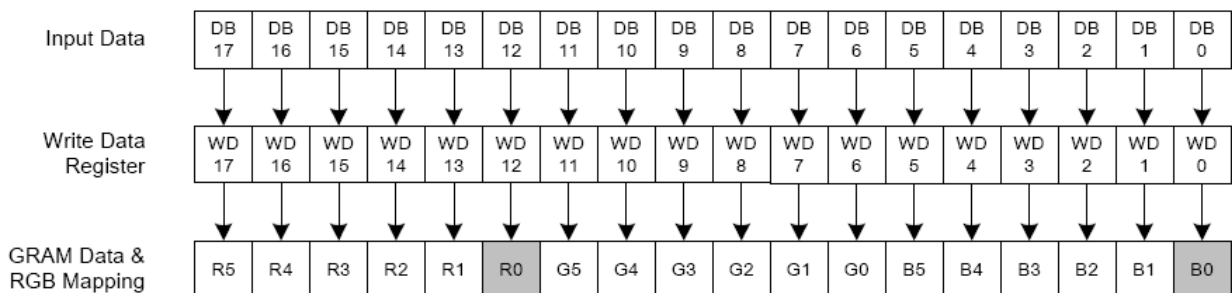 Input Data
DB DB DB DB DB DB DB DB DB DB DB DB DB DB DB DB DB DB
17 16 15 14 13 12 11 10 9 8 7 6 5 4 3 2 1 0
Write Data
Register
WD WD WD WD WD WD WD WD WD WD WD WD WD WD WD WD WD WD
17 16 15 14 13 12 11 10 9 8 7 6 5 4 3 2 1 0
GRAM Data &
RGB Mapping
R5 R4 R3 R2 R1 R0 G5 G4 G3 G2 G1 G0 B5 B4 B3 B2 B1 B0